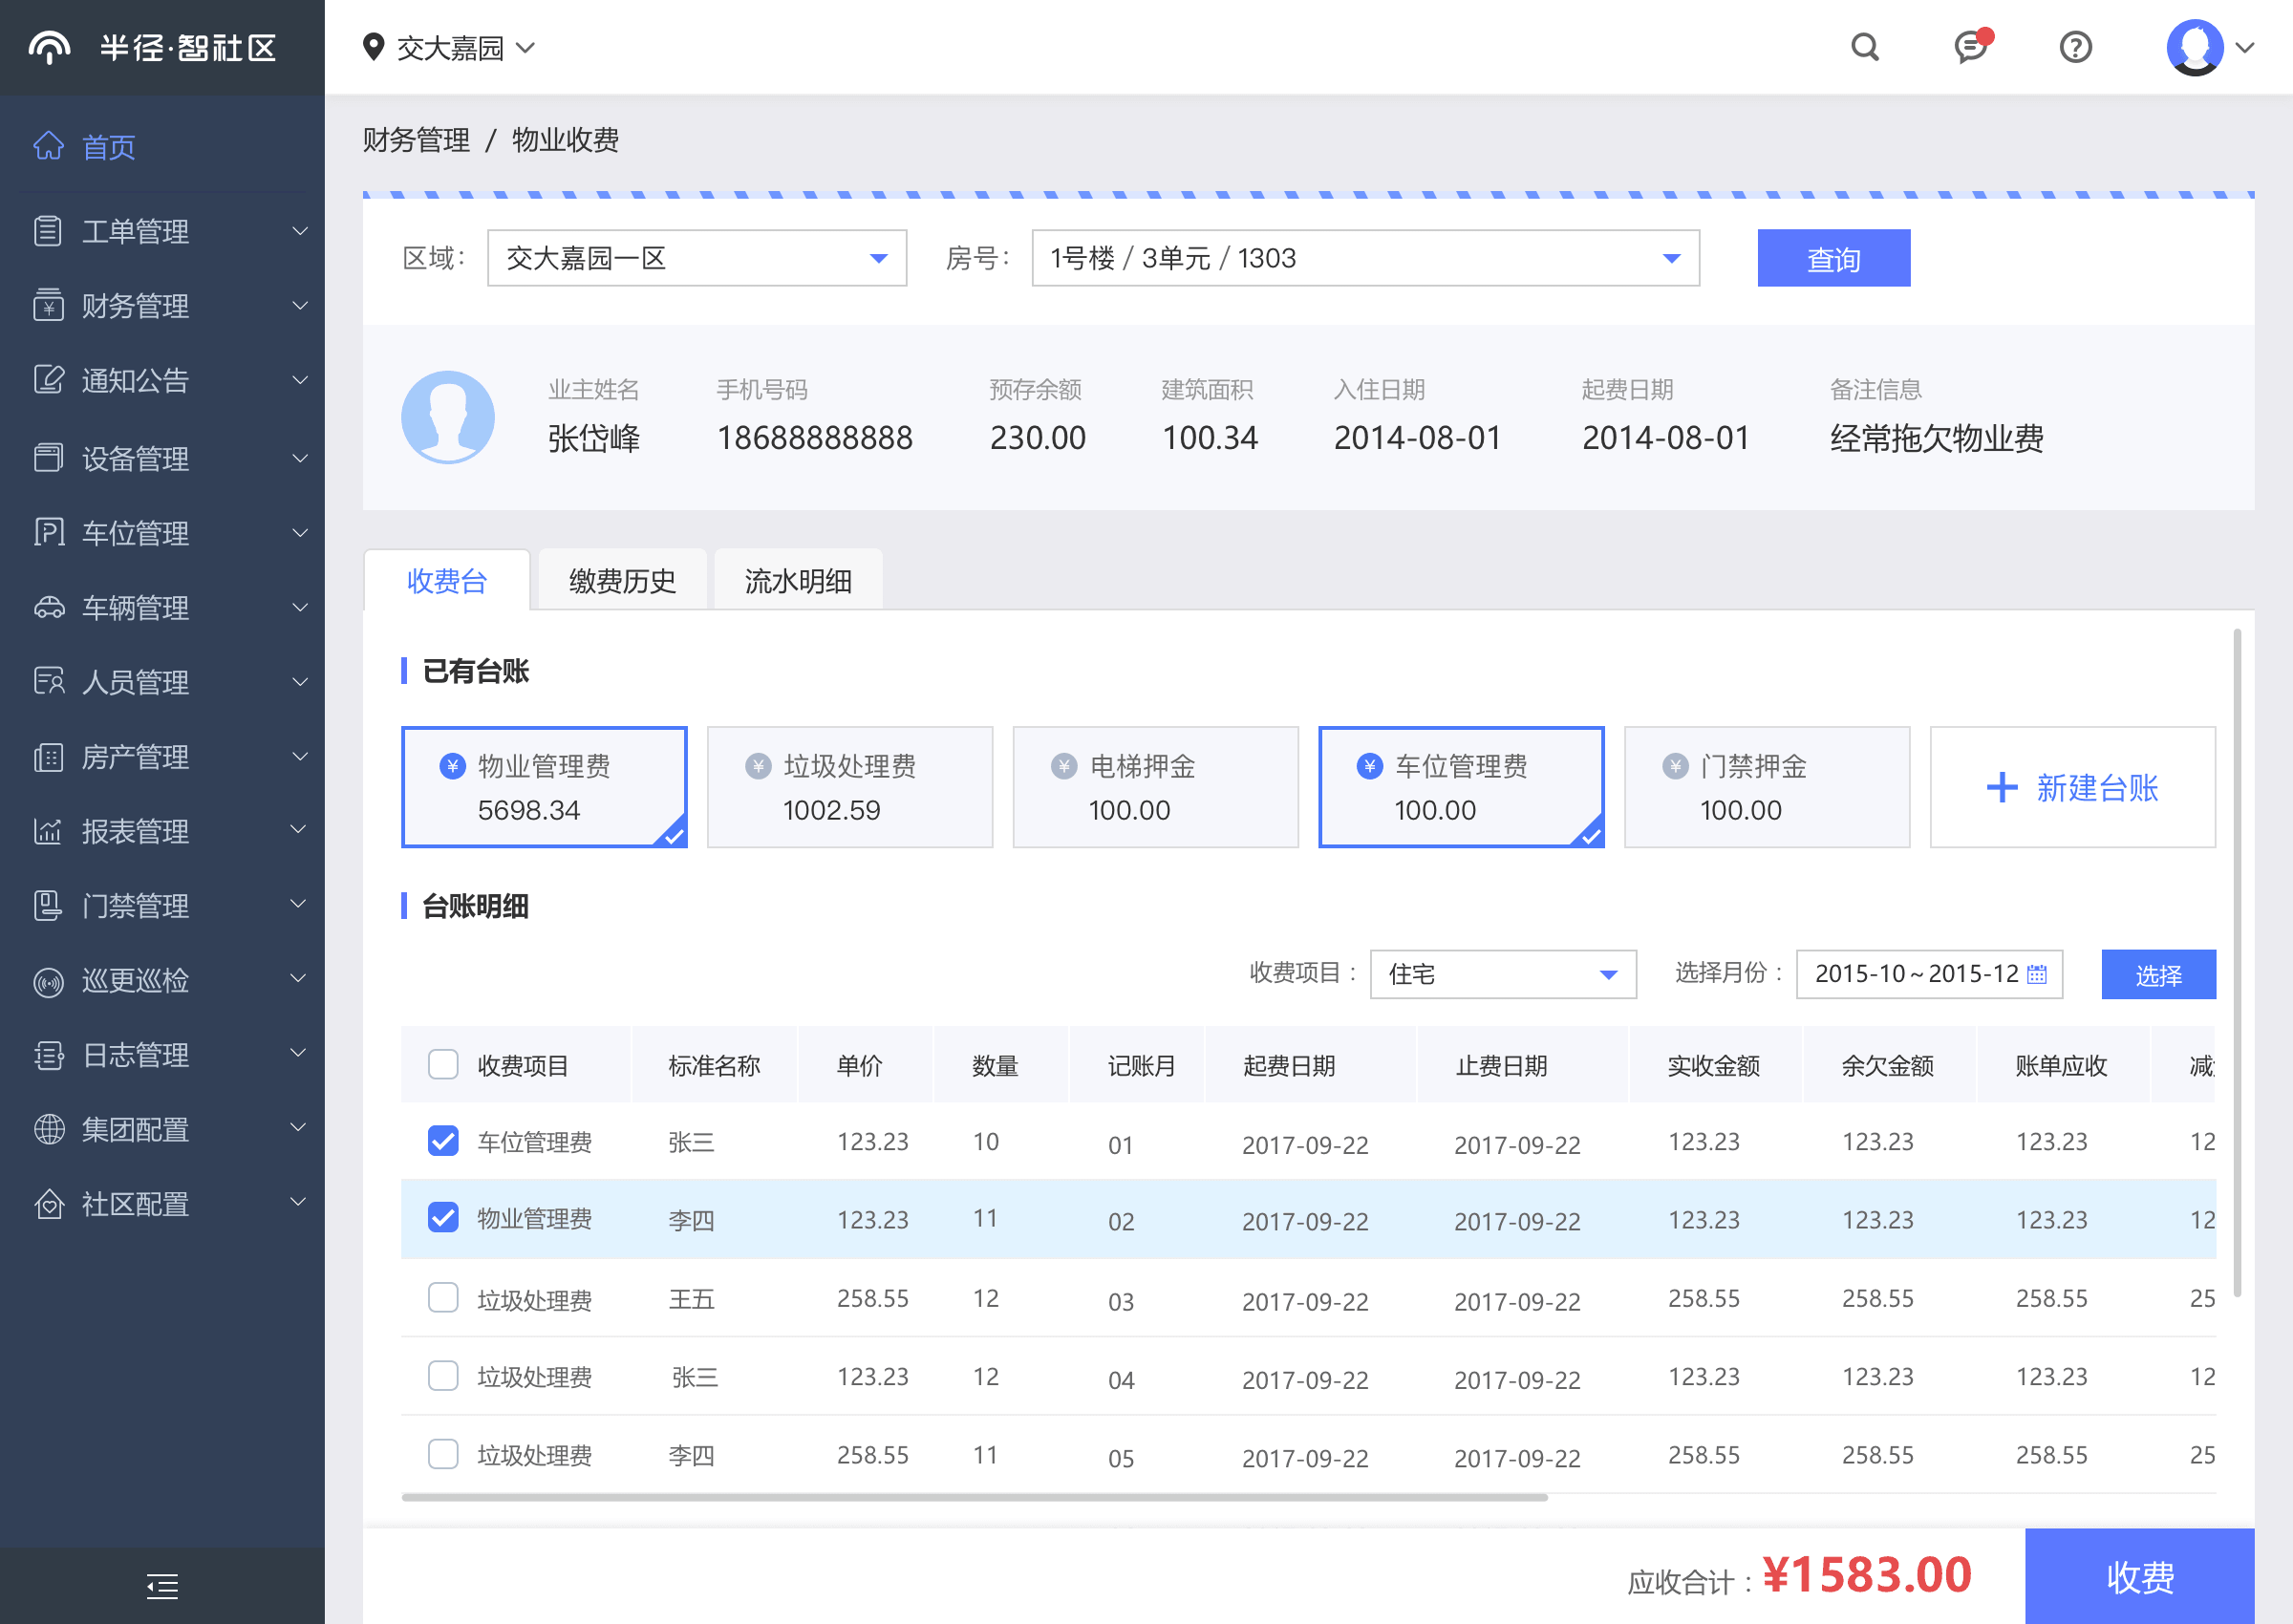 半径·智社区
交大嘉园
首页
工单管理
财务管理
通知公告
设备管理
车位管理
车辆管理
人员管理
房产管理
报表管理
门禁管理
巡更巡检
日志管理
集团配置
社区配置
财务管理 / 物业收费
区域： 交大嘉园一区 房号： 1号楼 / 3单元 / 1303 查询
业主姓名 手机号码 预存余额 建筑面积 入住日期 起费日期 备注信息
张岱峰 18688888888 230.00 100.34 2014-08-01 2014-08-01 经常拖欠物业费
收费台 缴费历史 流水明细
已有台账
¥ 物业管理费 ¥ 垃圾处理费 ¥ 电梯押金 ¥ 车位管理费 ¥ 门禁押金 新建台账
5698.34 1002.59 100.00 100.00 100.00
台账明细
收费项目： 住宅 选择月份： 2015-10～2015-12 选择
收费项目 标准名称 单价 数量 记账月 起费日期 止费日期 实收金额 余欠金额 账单应收
车位管理费 张三 123.23 10 01 2017-09-22 2017-09-22 123.23 123.23 123.23 12
物业管理费 李四 123.23 11 02 2017-09-22 2017-09-22 123.23 123.23 123.23 12
垃圾处理费 王五 258.55 12 03 2017-09-22 2017-09-22 258.55 258.55 258.55 25
垃圾处理费 张三 123.23 12 04 2017-09-22 2017-09-22 123.23 123.23 123.23 12
垃圾处理费 李四 258.55 11 05 2017-09-22 2017-09-22 258.55 258.55 258.55 25
应收合计：¥1583.00 收费